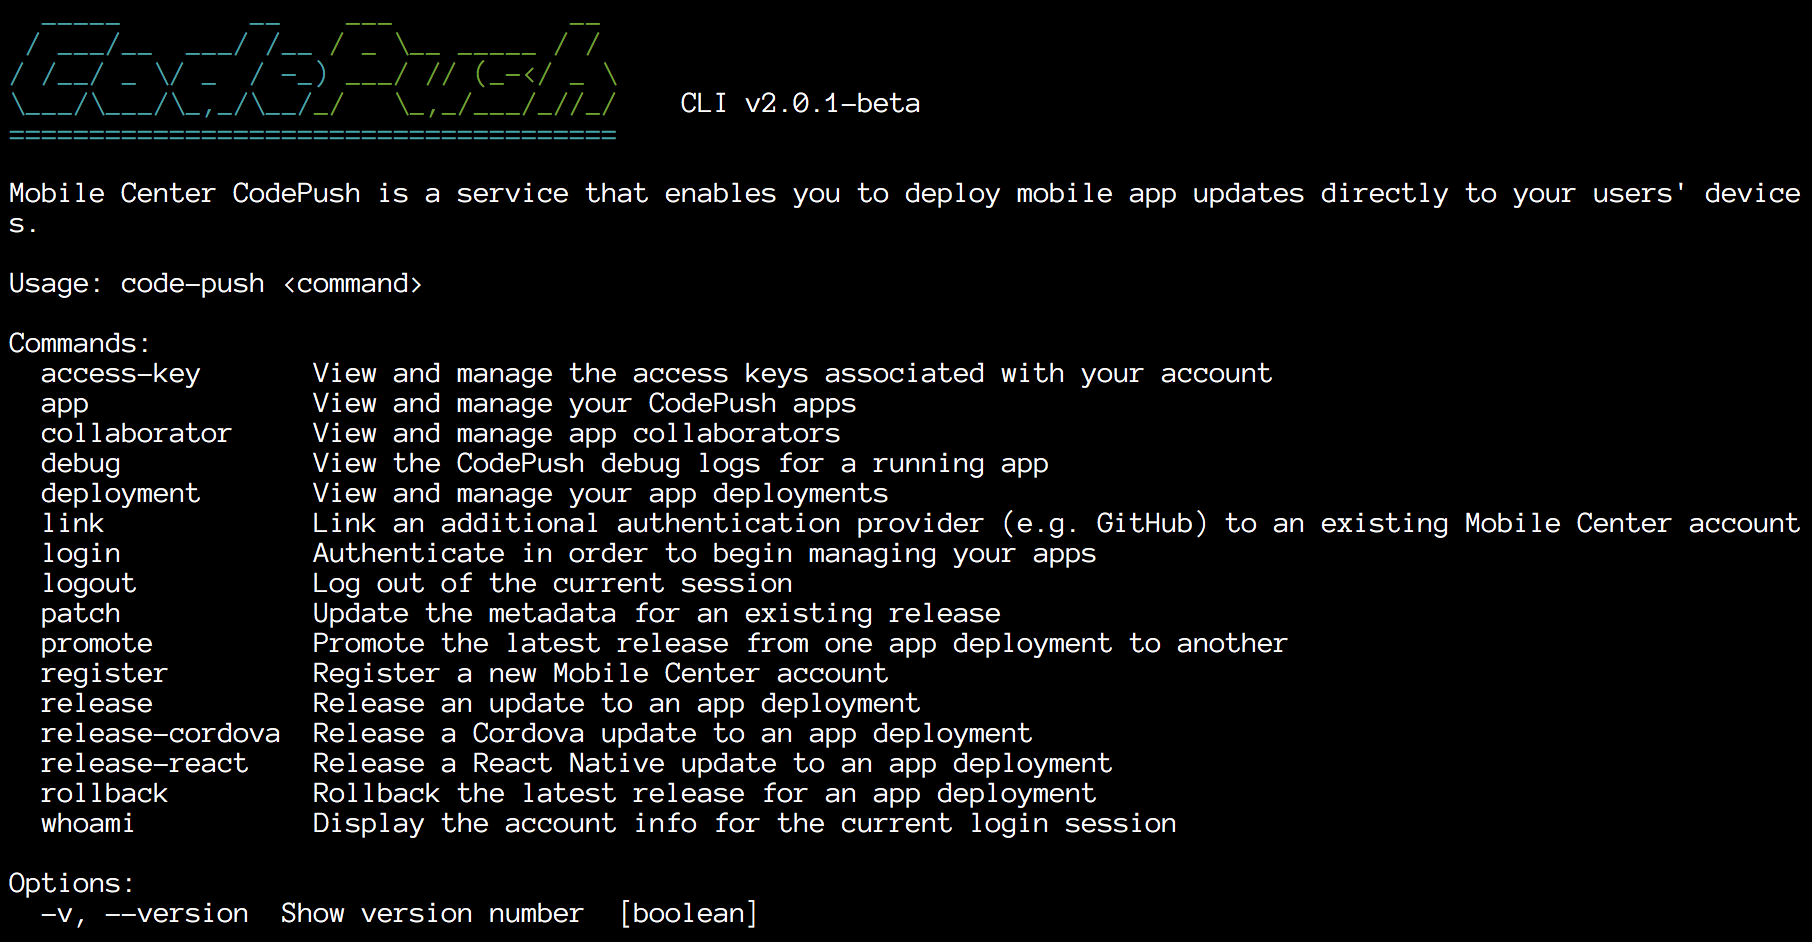 CodePush
CLI v2.0.1-beta
Mobile Center CodePush is a service that enables you to deploy mobile app updates directly to your users' device
s.
Usage: code-push <command>
Commands:
access-key View and manage the access keys associated with your account
app View and manage your CodePush apps
collaborator View and manage app collaborators
debug View the CodePush debug logs for a running app
deployment View and manage your app deployments
link Link an additional authentication provider (e.g. GitHub) to an existing Mobile Center account
login Authenticate in order to begin managing your apps
logout Log out of the current session
patch Update the metadata for an existing release
promote Promote the latest release from one app deployment to another
register Register a new Mobile Center account
release Release an update to an app deployment
release-cordova Release a Cordova update to an app deployment
release-react Release a React Native update to an app deployment
rollback Rollback the latest release for an app deployment
whoami Display the account info for the current login session
Options:
-v, --version Show version number [boolean]